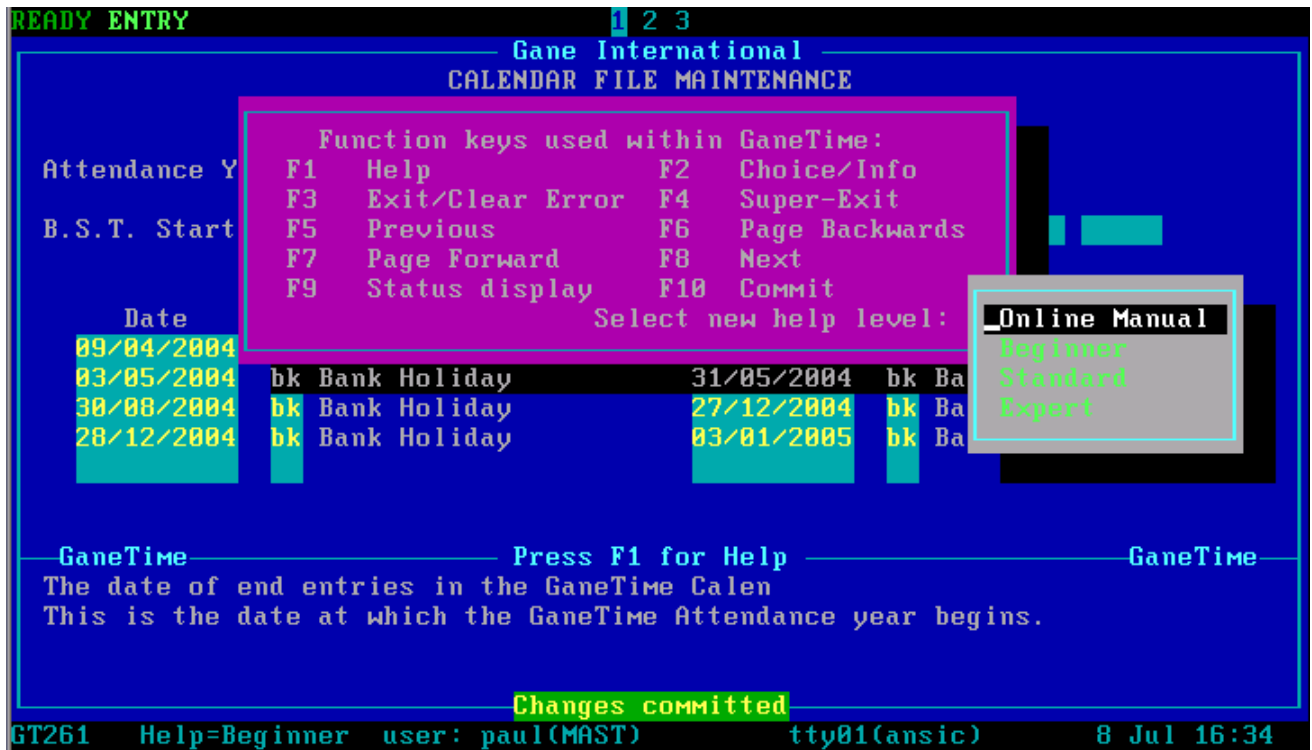 READY ENTRY 1 2 3
Gane International
CALENDAR FILE MAINTENANCE
Function keys used within GaneTime:
Attendance Y F1 Help F2 Choice/Info
F3 Exit/Clear Error F4 Super-Exit
B.S.T. Start F5 Previous F6 Page Backwards
F7 Page Forward F8 Next
F9 Status display F10 Commit
Date Select new help level: Online Manual
09/04/2004 Beginner
03/05/2004 bk Bank Holiday 31/05/2004 bk Ba Standard
30/08/2004 bk Bank Holiday 27/12/2004 bk Ba Expert
28/12/2004 bk Bank Holiday 03/01/2005 bk Ba
GaneTime Press F1 for Help GaneTime
The date of end entries in the GaneTime Calen
This is the date at which the GaneTime Attendance year begins.
Changes committed
GT261 Help=Beginner user: paul(MAST) tty01(ansic) 8 Jul 16:34